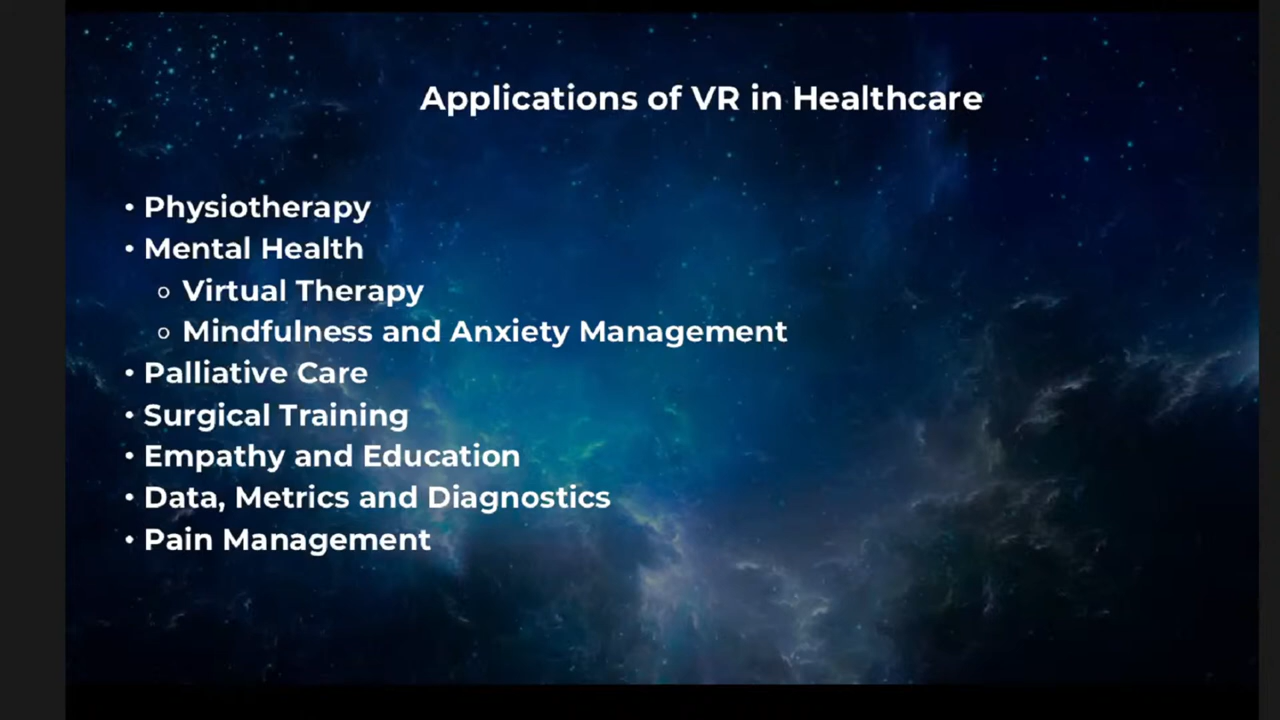 Applications of VR in Healthcare
• Physiotherapy
• Mental Health
○ Virtual Therapy
○ Mindfulness and Anxiety Management
• Palliative Care
• Surgical Training
• Empathy and Education
• Data, Metrics and Diagnostics
• Pain Management